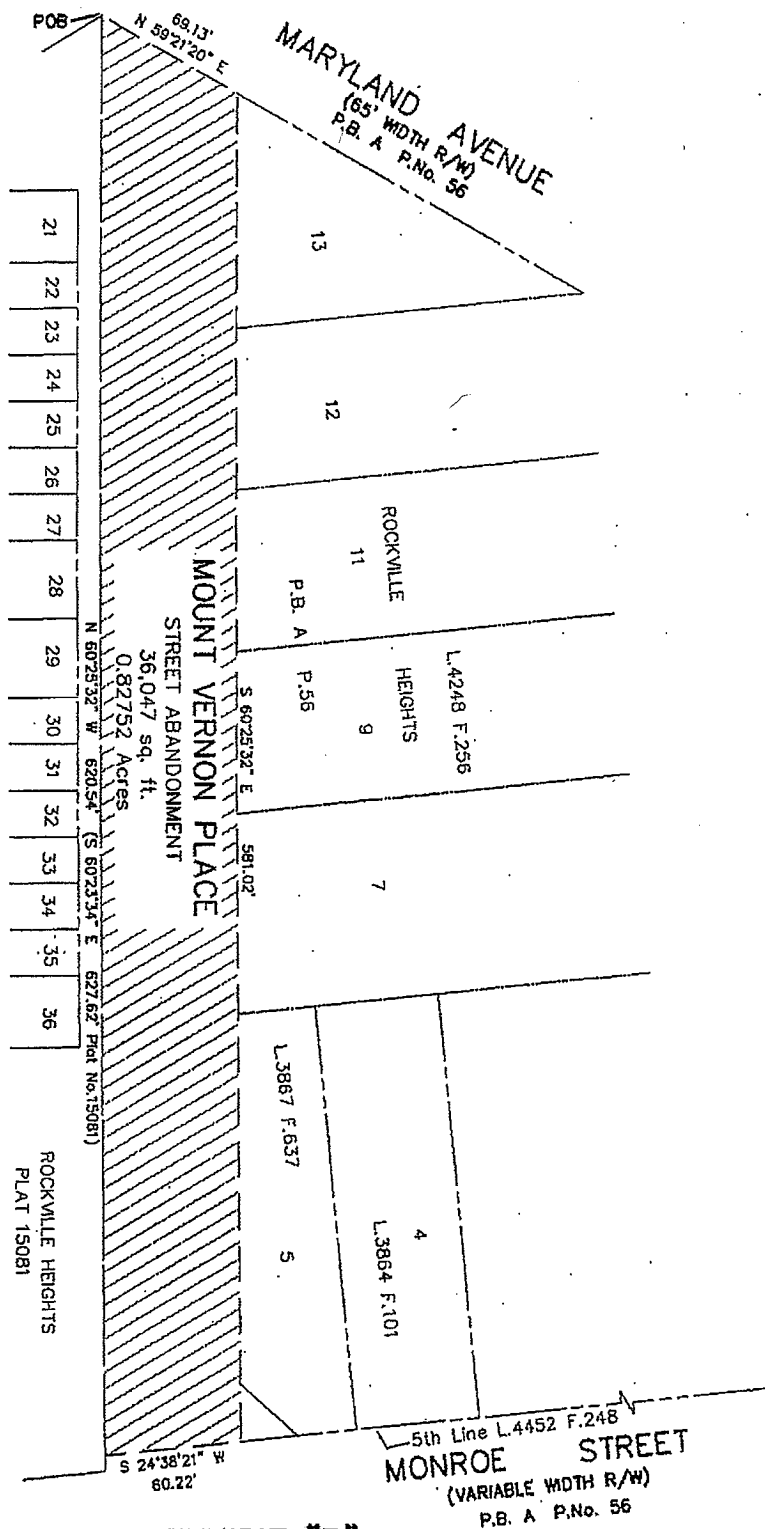 POB
69.13'
N 59°21'20" E
MARYLAND AVENUE
(65' WIDTH R/W)
P.B. A P.No. 56
13
12
ROCKVILLE
11
P.B. A P.56
HEIGHTS
L.4248 F.256
9
7
L.3867 F.637
5
4
L.3864 F.101
21
22
23
24
25
26
27
28
29
30
31
32
33
34
35
36
MOUNT VERNON PLACE
STREET ABANDONMENT
36,047 sq. ft.
0.82752 Acres
S 60°25'32" E 581.02'
N 60°25'32" W 620.54' (S 60°23'34" E 627.62' Plat No.15081)
ROCKVILLE HEIGHTS
PLAT 15081
S 24°38'21" W
60.22'
5th Line L.4452 F.248
MONROE STREET
(VARIABLE WIDTH R/W)
P.B. A P.No. 56